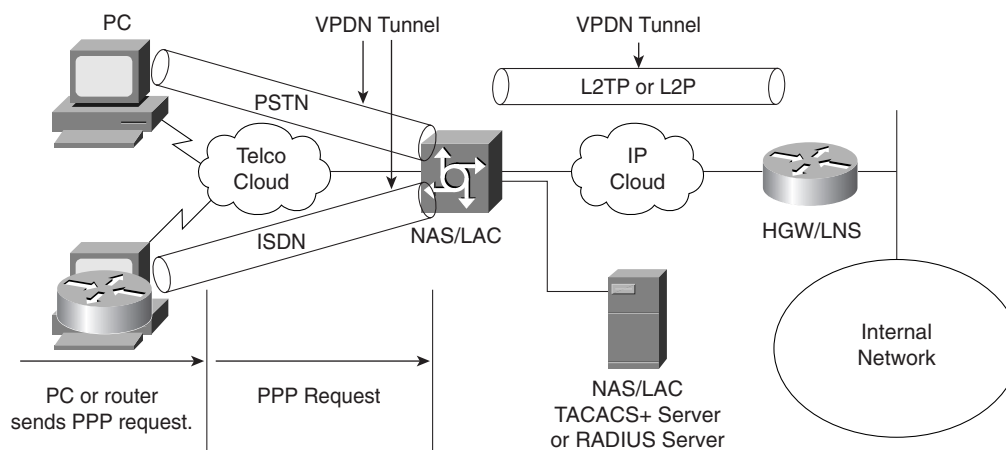 PC
VPDN Tunnel
VPDN Tunnel
L2TP or L2P
PSTN
Telco
Cloud
IP
Cloud
NAS/LAC
HGW/LNS
ISDN
Internal
Network
PC or router
sends PPP request.
PPP Request
NAS/LAC
TACACS+ Server
or RADIUS Server